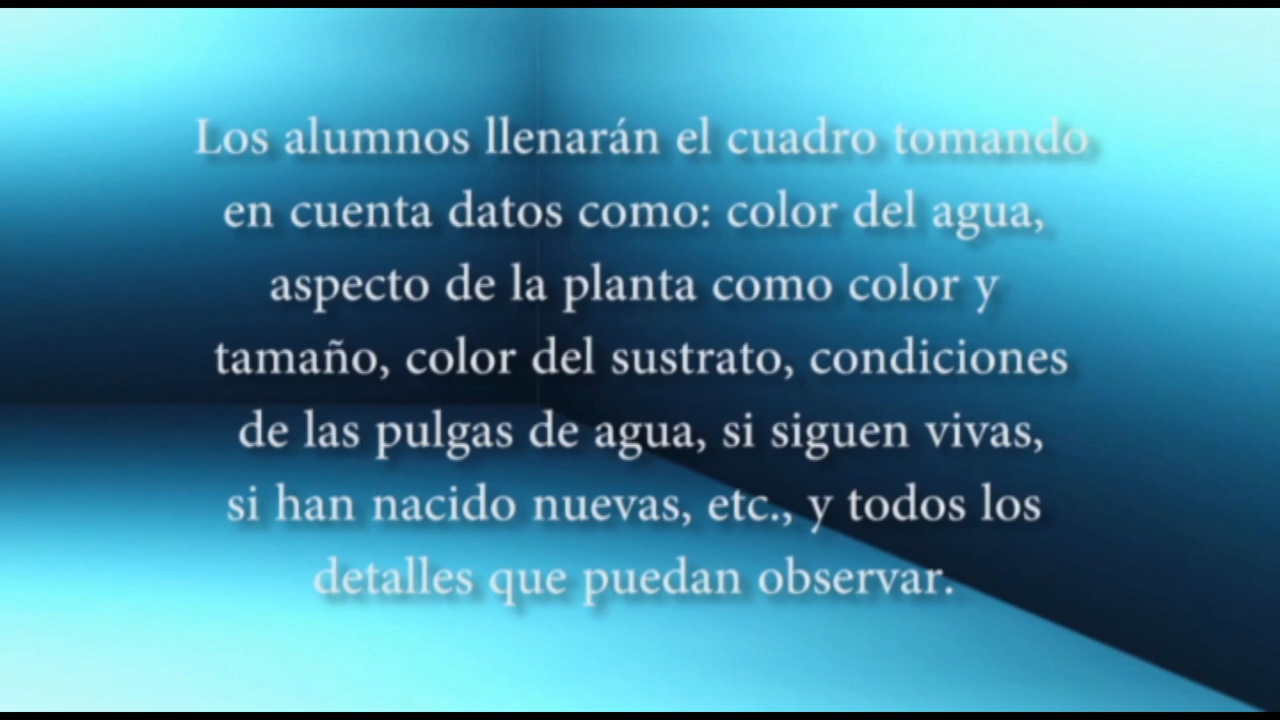 Los alumnos llenarán el cuadro tomando
en cuenta datos como: color del agua,
aspecto de la planta como color y
tamaño, color del sustrato, condiciones
de las pulgas de agua, si siguen vivas,
si han nacido nuevas, etc., y todos los
detalles que puedan observar.